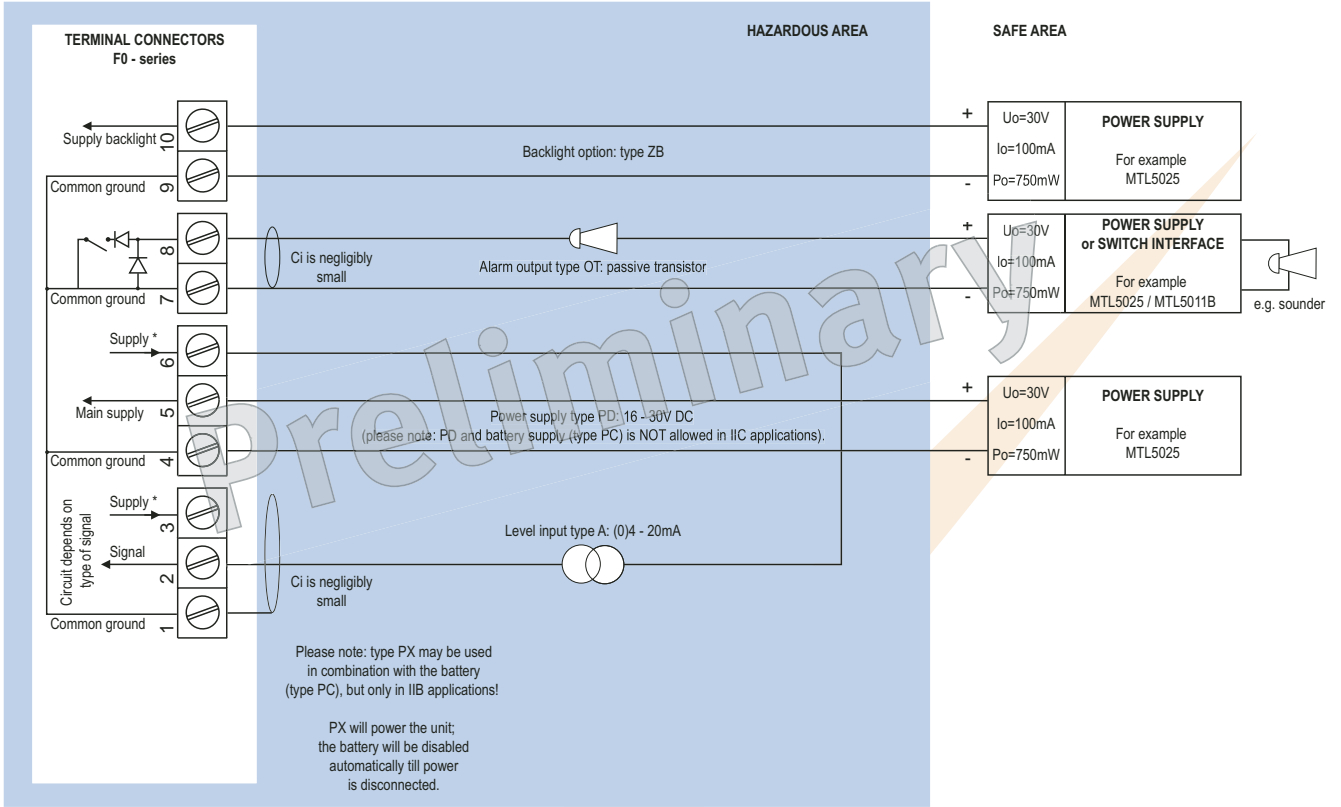 HAZARDOUS AREA
SAFE AREA
TERMINAL CONNECTORS
F0 - series
10
Supply backlight
9
Common ground
8
7
Common ground
Supply *
6
Main supply
5
Common ground
4
Supply *
3
Signal
2
Common ground
1
Circuit depends on
type of signal
Backlight option: type ZB
Ci is negligibly
small
Alarm output type OT: passive transistor
Power supply type PD: 16 - 30V DC
(please note: PD and battery supply (type PC) is NOT allowed in IIC applications).
Level input type A: (0)4 - 20mA
Ci is negligibly
small
Please note: type PX may be used
in combination with the battery
(type PC), but only in IIB applications!
PX will power the unit;
the battery will be disabled
automatically till power
is disconnected.
+
-
Uo=30V
Io=100mA
Po=750mW
POWER SUPPLY
For example
MTL5025
+
-
Uo=30V
Io=100mA
Po=750mW
POWER SUPPLY
or SWITCH INTERFACE
For example
MTL5025 / MTL5011B
e.g. sounder
+
-
Uo=30V
Io=100mA
Po=750mW
POWER SUPPLY
For example
MTL5025
Preliminary